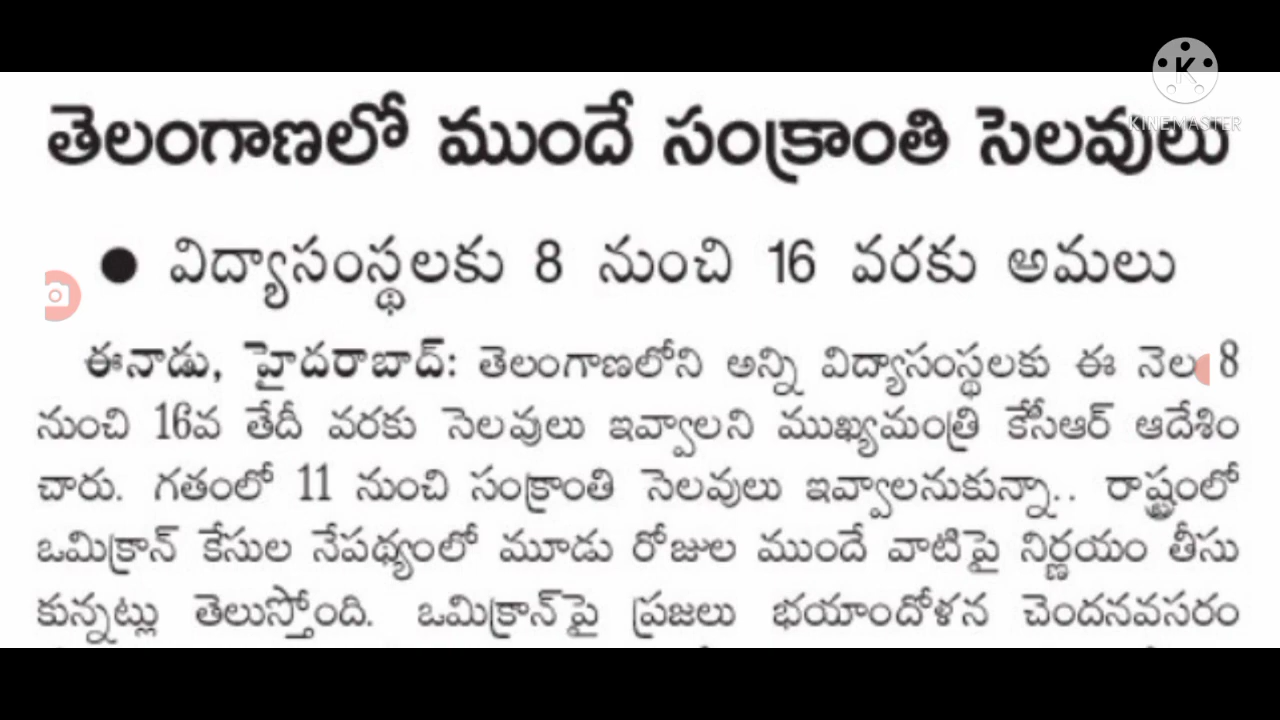 KINEMASTER
తెలంగాణలో ముందే సంక్రాంతి సెలవులు
● విద్యాసంస్థలకు 8 నుంచి 16 వరకు అమలు
ఈనాడు, హైదరాబాద్: తెలంగాణలోని అన్ని విద్యాసంస్థలకు ఈ నెల 8
నుంచి 16వ తేదీ వరకు సెలవులు ఇవ్వాలని ముఖ్యమంత్రి కేసీఆర్ ఆదేశిం
చారు. గతంలో 11 నుంచి సంక్రాంతి సెలవులు ఇవ్వాలనుకున్నా.. రాష్ట్రంలో
ఒమిక్రాన్ కేసుల నేపథ్యంలో మూడు రోజుల ముందే వాటిపై నిర్ణయం తీసు
కున్నట్లు తెలుస్తోంది. ఒమిక్రాన్‌పై ప్రజలు భయాందోళన చెందనవసరం